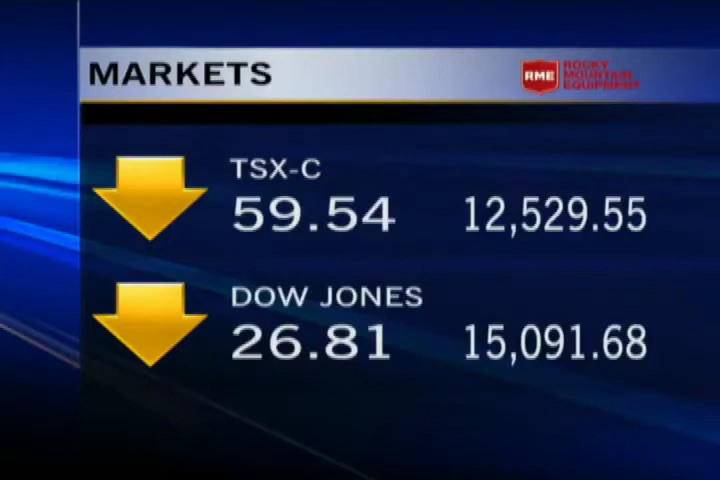 MARKETS
RME ROCKY
MOUNTAIN
EQUIPMENT
TSX-C
59.54 12,529.55
DOW JONES
26.81 15,091.68